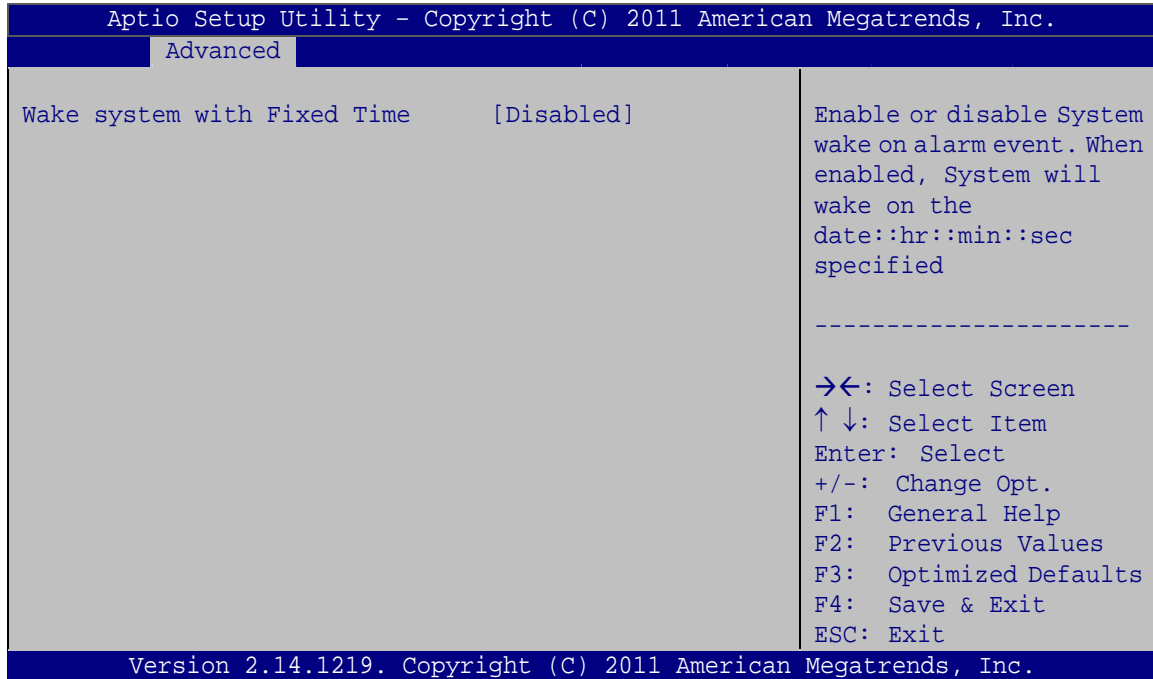 Aptio Setup Utility – Copyright (C) 2011 American Megatrends, Inc.
Advanced
Wake system with Fixed Time [Disabled]
Enable or disable System
wake on alarm event. When
enabled, System will
wake on the
date::hr::min::sec
specified
----------------------
→←: Select Screen
↑ ↓: Select Item
Enter: Select
+/-: Change Opt.
F1: General Help
F2: Previous Values
F3: Optimized Defaults
F4: Save & Exit
ESC: Exit
Version 2.14.1219. Copyright (C) 2011 American Megatrends, Inc.